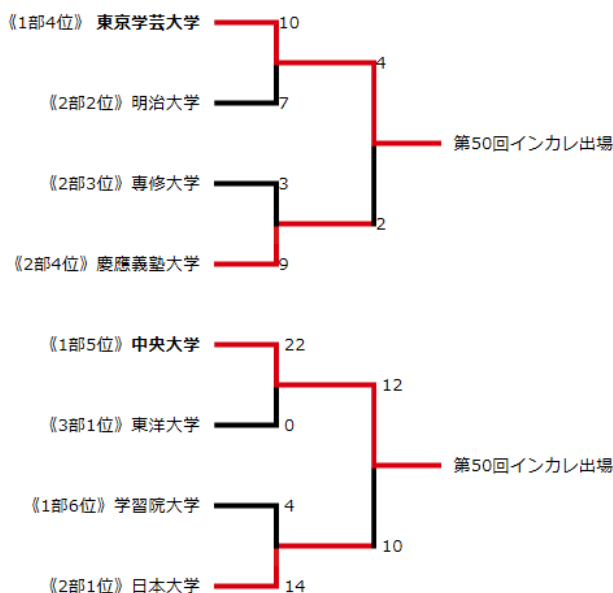 《1部4位》 東京学芸大学 10
4
《2部2位》明治大学 7
第50回インカレ出場
《2部3位》専修大学 3
2
《2部4位》慶應義塾大学 9
《1部5位》中央大学 22
12
《3部1位》東洋大学 0
第50回インカレ出場
《1部6位》学習院大学 4
10
《2部1位》日本大学 14